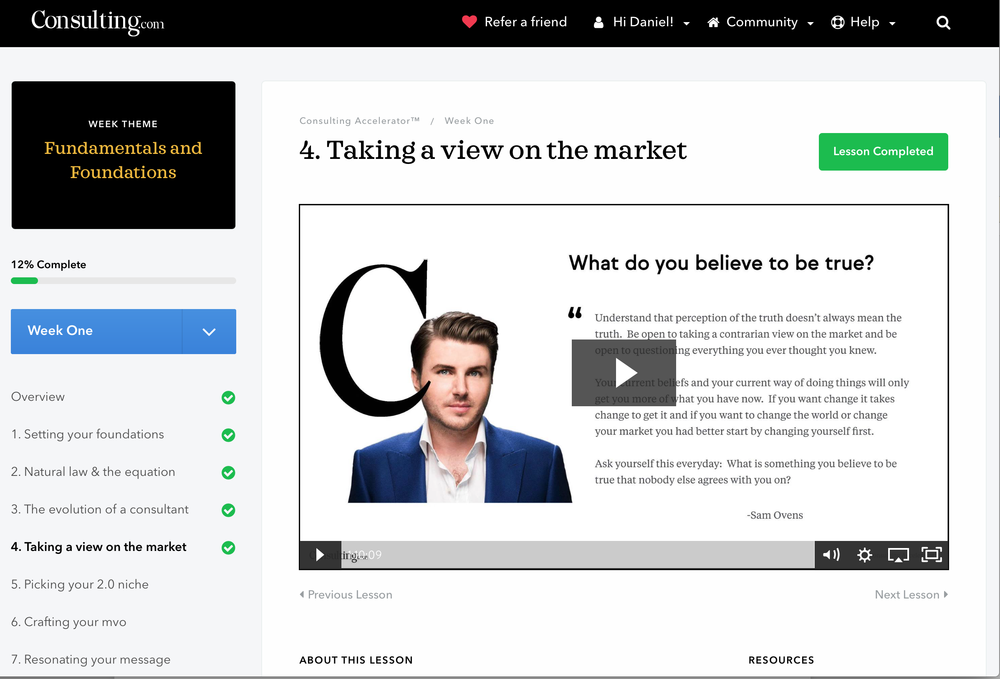 Consulting.com
Refer a friend
Hi Daniel!
Community
Help
WEEK THEME
Fundamentals and
Foundations
12% Complete
Week One
Overview
1. Setting your foundations
2. Natural law & the equation
3. The evolution of a consultant
4. Taking a view on the market
5. Picking your 2.0 niche
6. Crafting your mvo
7. Resonating your message
Consulting Accelerator™ / Week One
4. Taking a view on the market
Lesson Completed
C
What do you believe to be true?
“ Understand that perception of the truth doesn’t always mean the
truth. Be open to taking a contrarian view on the market and be
open to questioning everything you ever thought you knew.
Your current beliefs and your current way of doing things will only
get you more of what you have now. If you want change it takes
change to get it and if you want to change the world or change
your market you had better start by changing yourself first.
Ask yourself this everyday: What is something you believe to be
true that nobody else agrees with you on?
-Sam Ovens
Consulting.com
1:10:09
Previous Lesson
Next Lesson
ABOUT THIS LESSON
RESOURCES